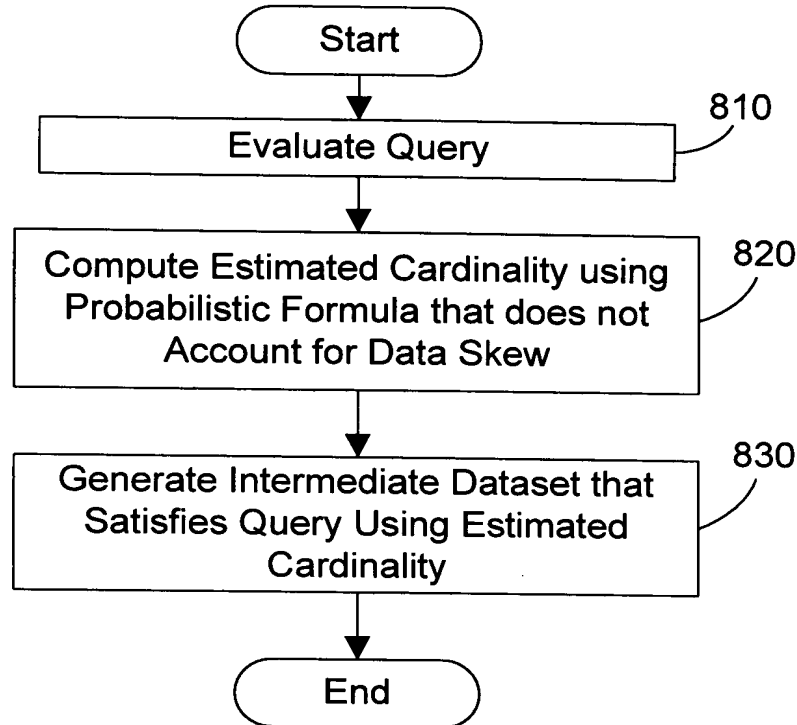 Start
810
Evaluate Query
820
Compute Estimated Cardinality using
Probabilistic Formula that does not
Account for Data Skew
830
Generate Intermediate Dataset that
Satisfies Query Using Estimated
Cardinality
End